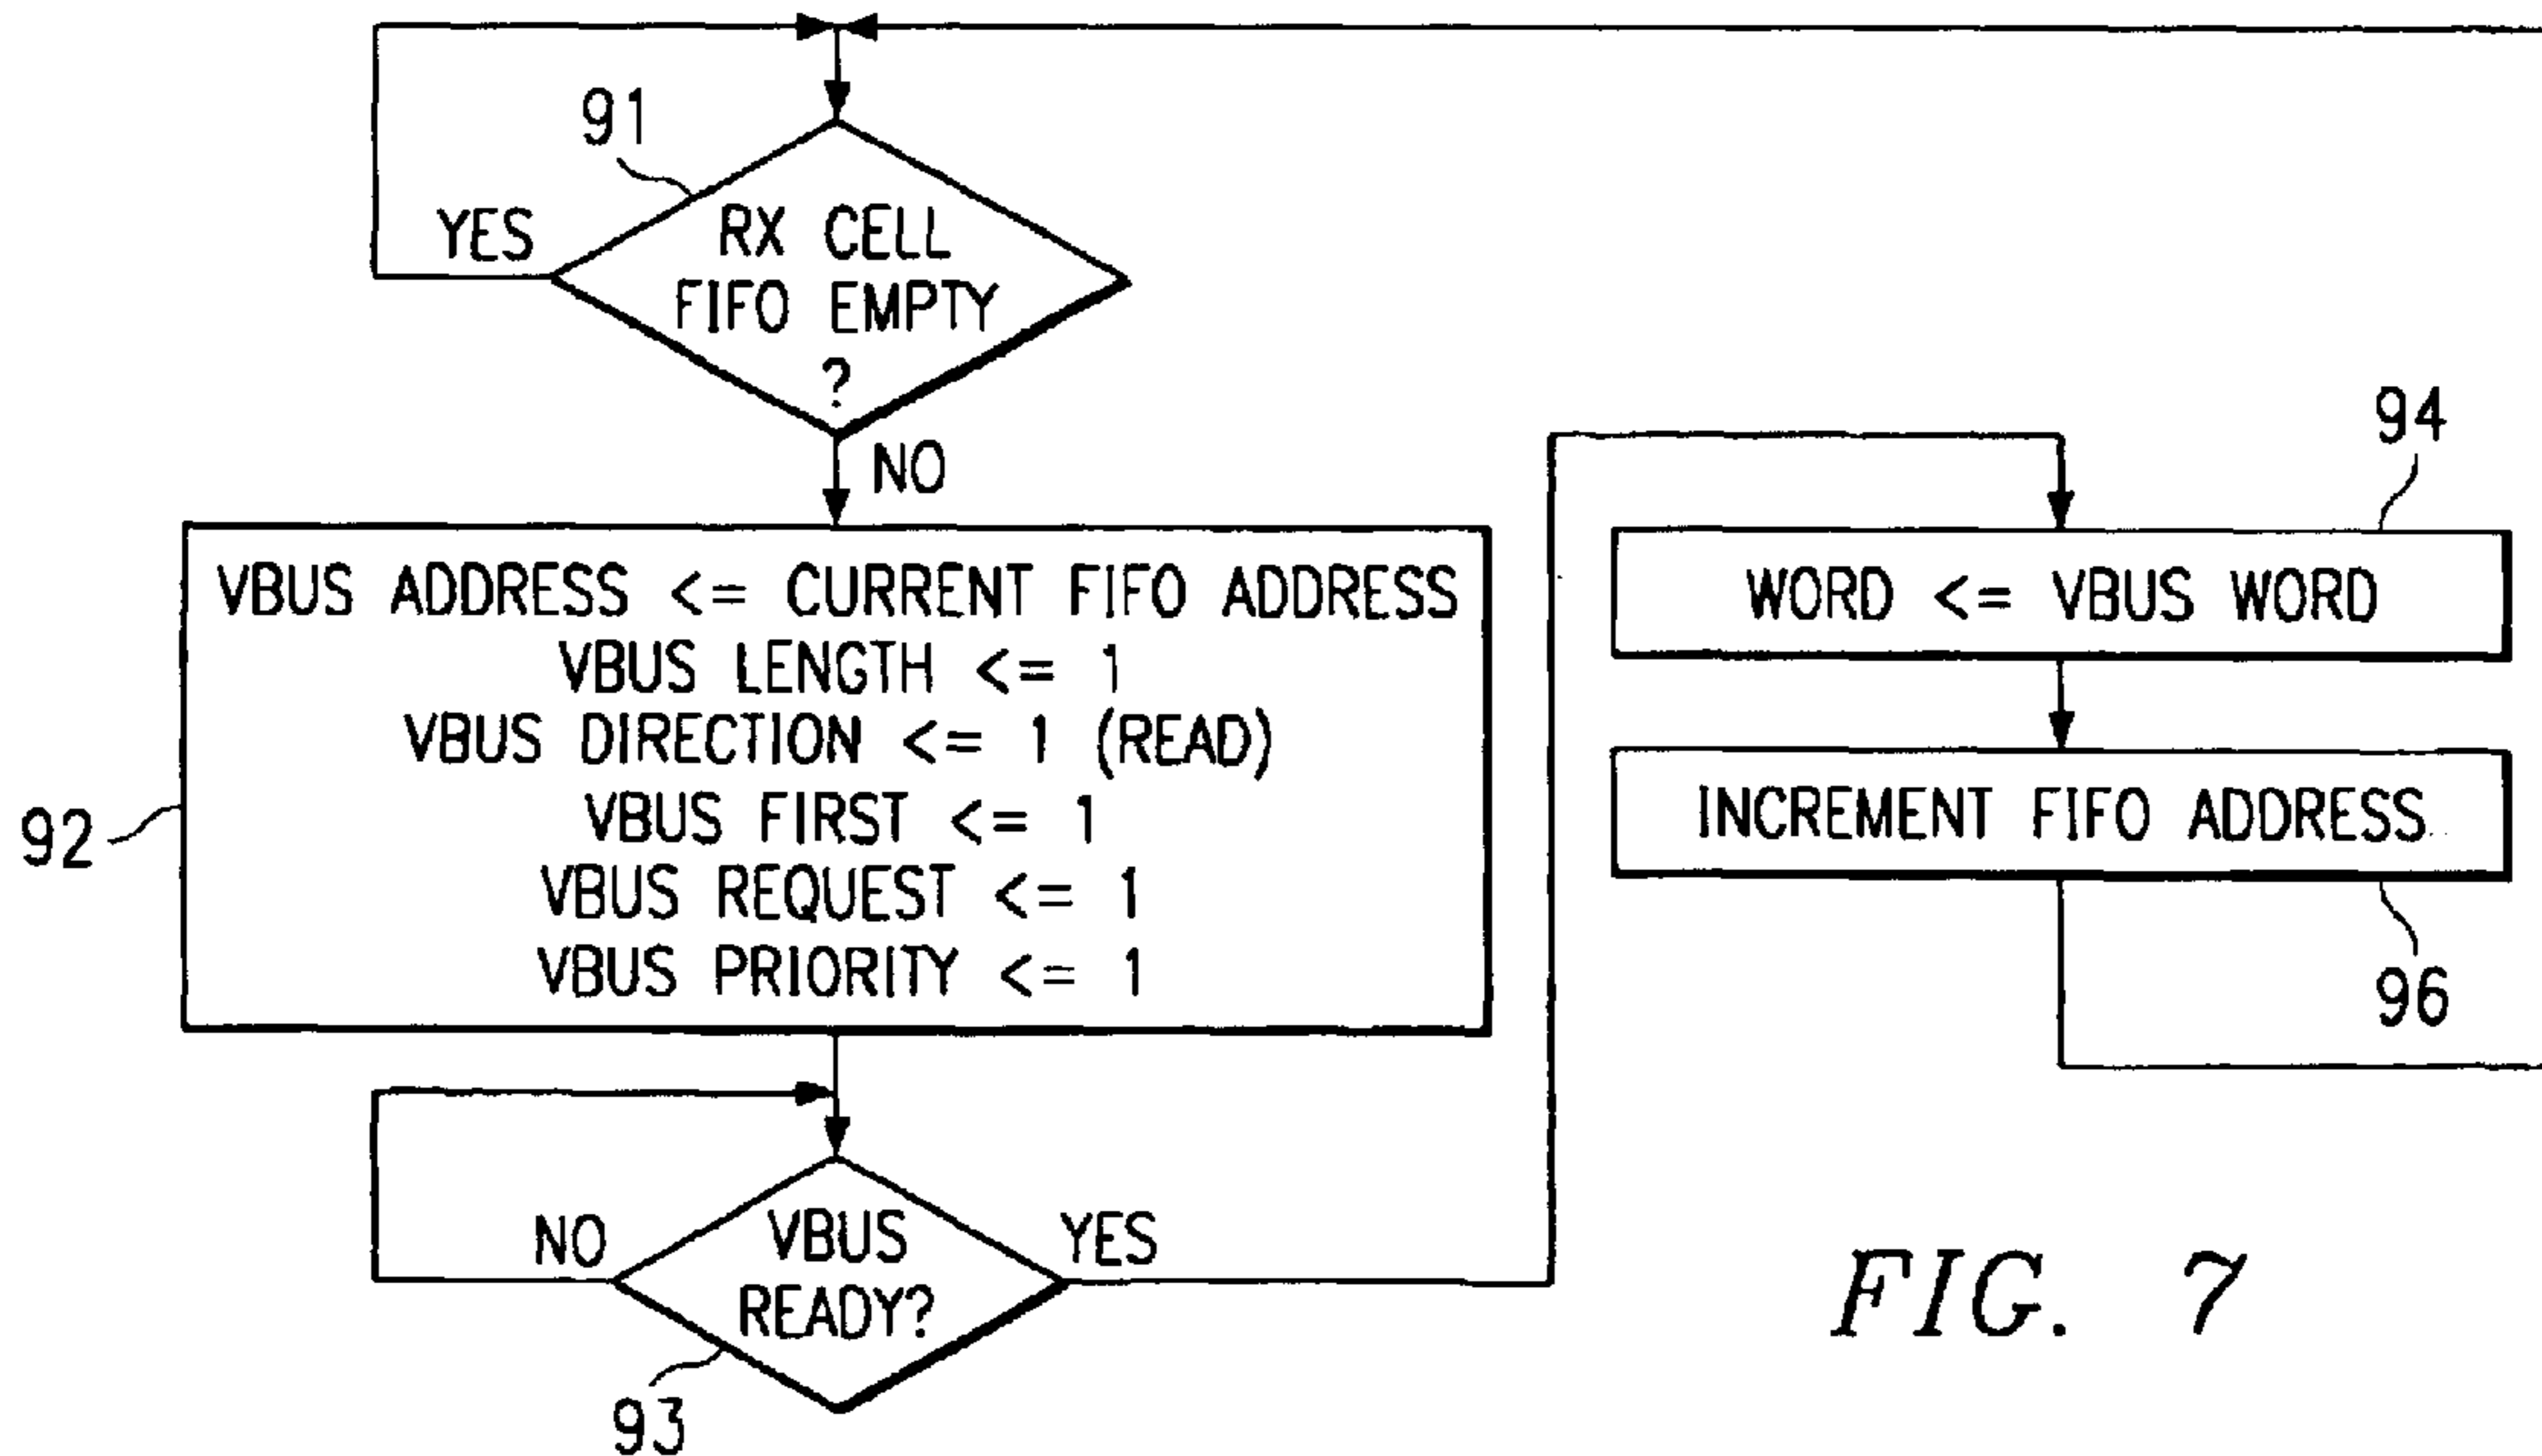 91
YES
RX CELL
FIFO EMPTY
?
NO
92
VBUS ADDRESS <= CURRENT FIFO ADDRESS
VBUS LENGTH <= 1
VBUS DIRECTION <= 1 (READ)
VBUS FIRST <= 1
VBUS REQUEST <= 1
VBUS PRIORITY <= 1
NO
VBUS
READY?
YES
93
94
WORD <= VBUS WORD
INCREMENT FIFO ADDRESS
96
FIG. 7